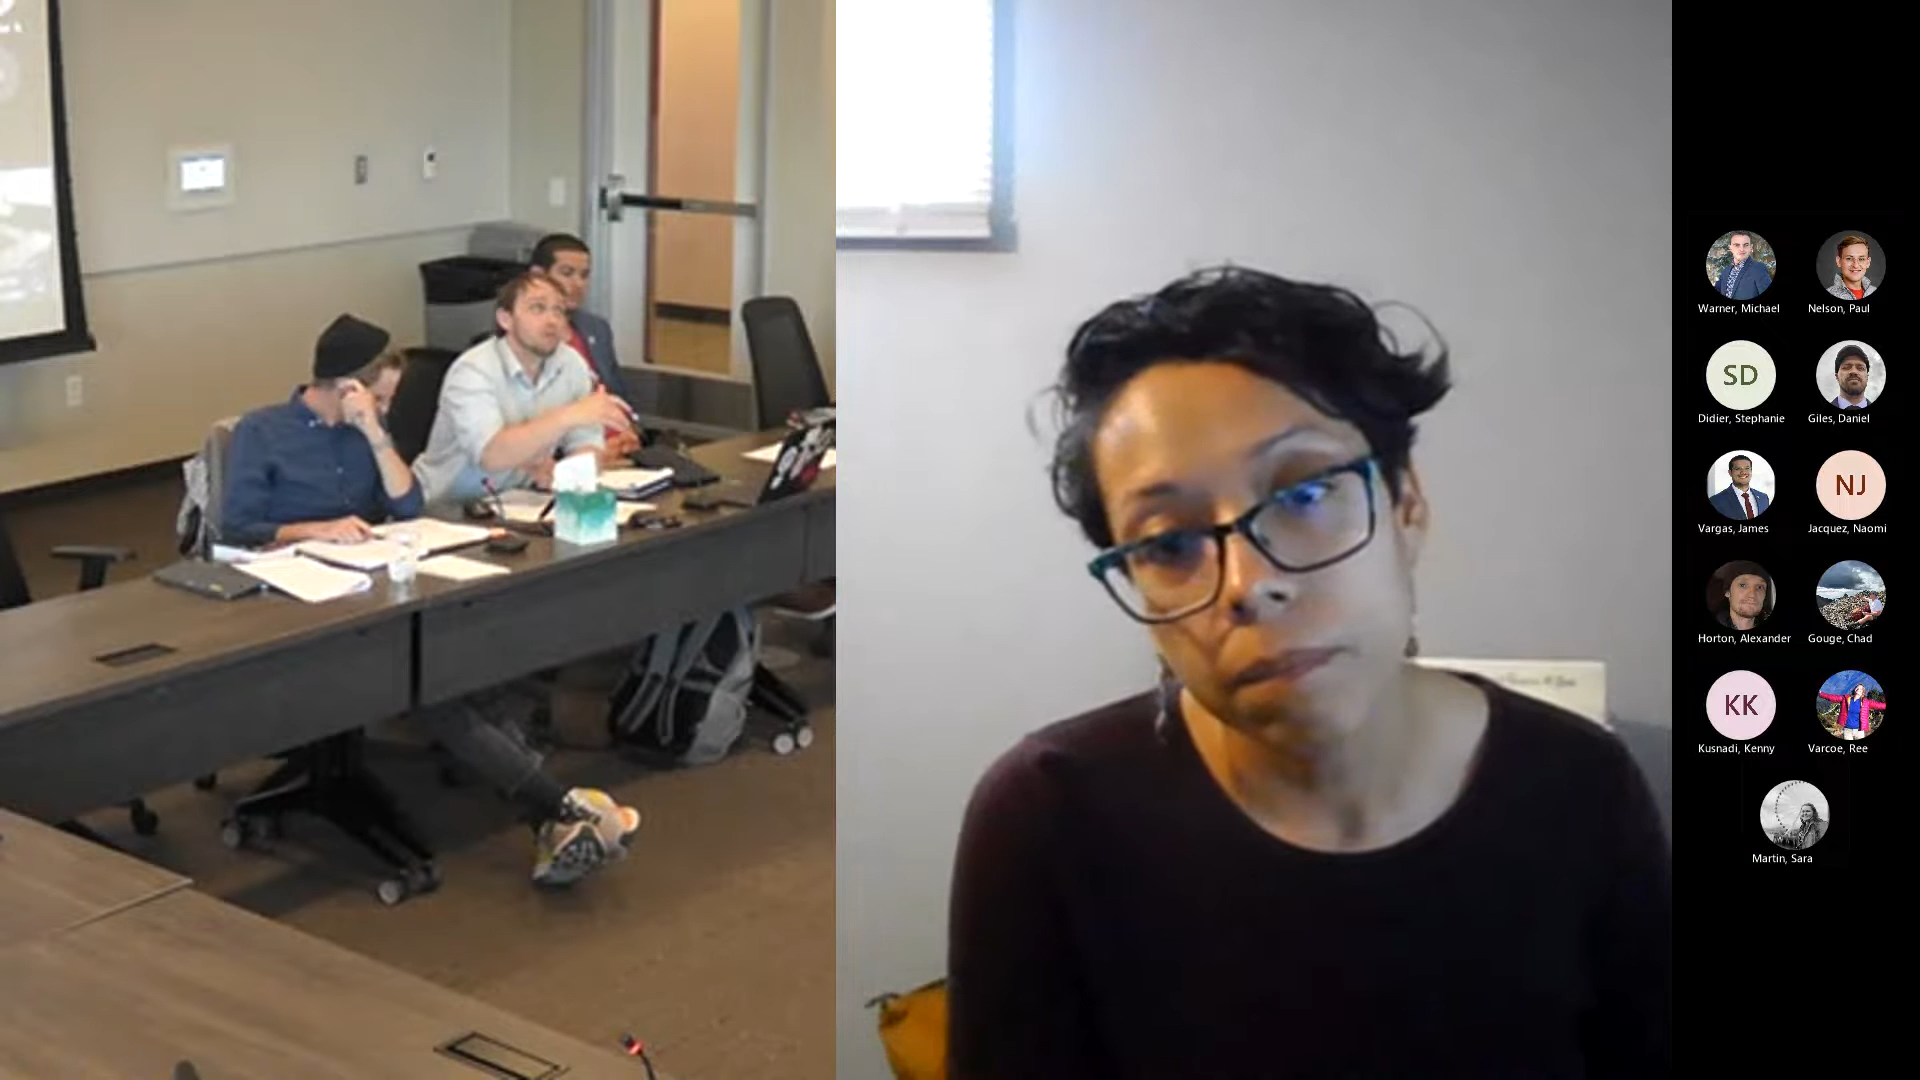 Warner, Michael
Nelson, Paul
SD
Didier, Stephanie
Giles, Daniel
Vargas, James
NJ
Jacquez, Naomi
Horton, Alexander
Gouge, Chad
KK
Kusnadi, Kenny
Varcoe, Ree
Martin, Sara